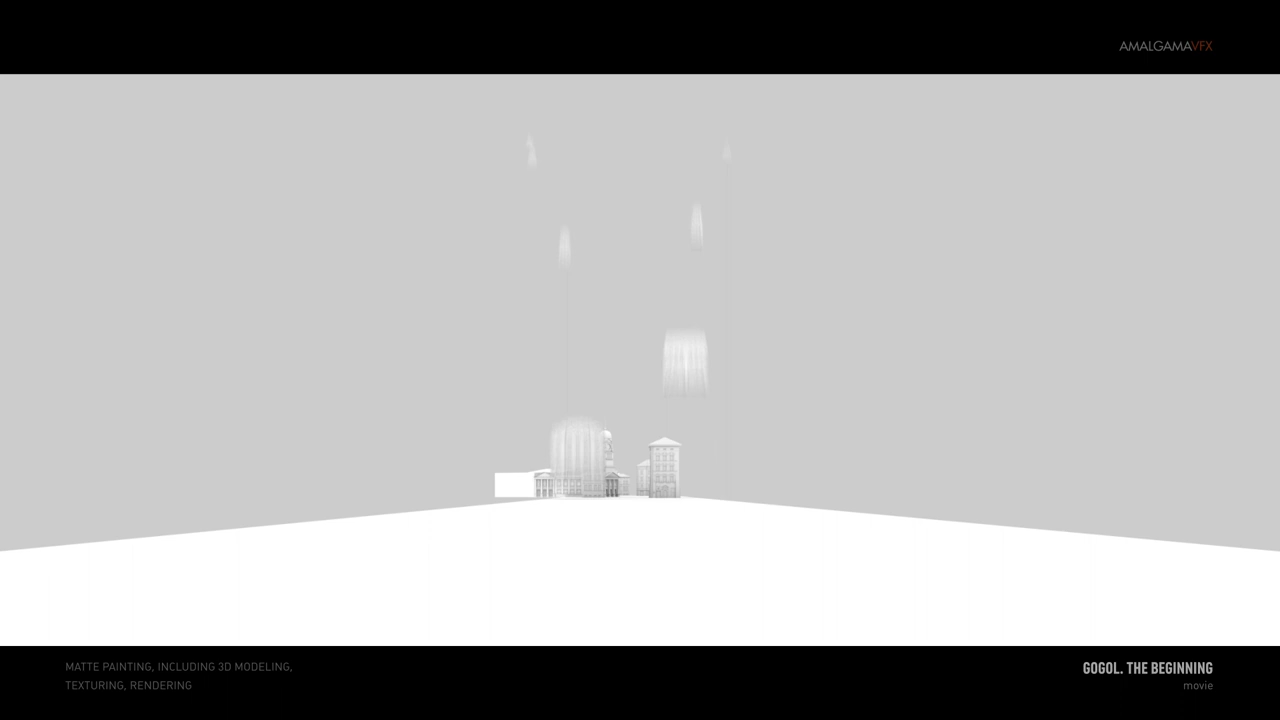 AMALGAMAVFX
MATTE PAINTING, INCLUDING 3D MODELING,
TEXTURING, RENDERING
GOGOL. THE BEGINNING
movie